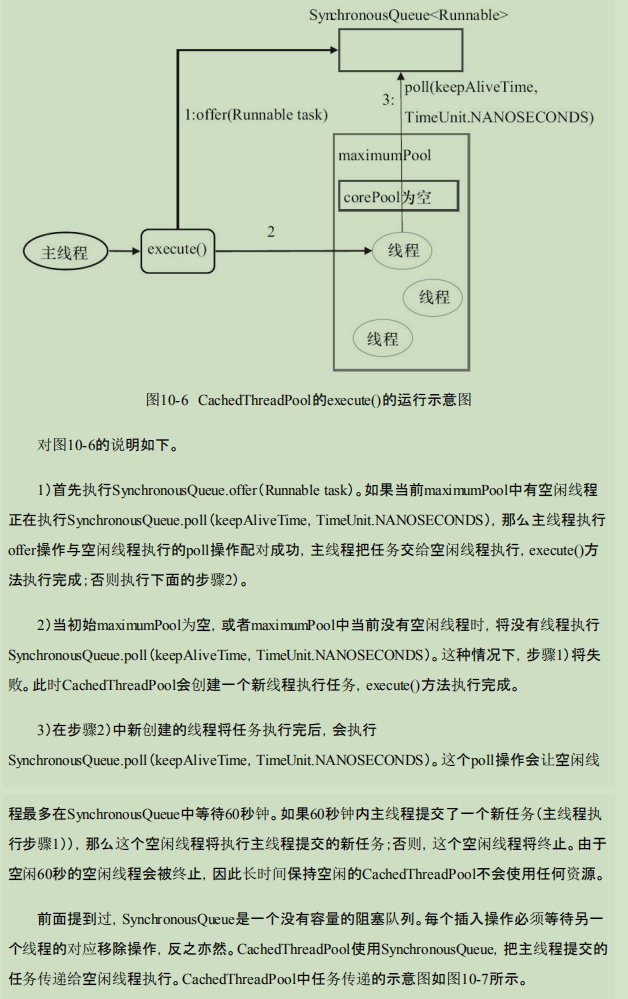 SynchronousQueue<Runnable>
poll(keepAliveTime,
3:
TimeUnit.NANOSECONDS)
1:offer(Runnable task)
maximumPool
corePool为空
2
主线程
execute()
线程
线程
线程
图10-6 CachedThreadPool的execute()的运行示意图
对图10-6的说明如下。
1)首先执行SynchronousQueue.offer(Runnable task)。如果当前maximumPool中有空闲线程
正在执行SynchronousQueue.poll(keepAliveTime, TimeUnit.NANOSECONDS),那么主线程执行
offer操作与空闲线程执行的poll操作配对成功,主线程把任务交给空闲线程执行,execute()方
法执行完成;否则执行下面的步骤2)。
2)当初始maximumPool为空,或者maximumPool中当前没有空闲线程时,将没有线程执行
SynchronousQueue.poll(keepAliveTime, TimeUnit.NANOSECONDS)。这种情况下,步骤1)将失
败。此时CachedThreadPool会创建一个新线程执行任务,execute()方法执行完成。
3)在步骤2)中新创建的线程将任务执行完后,会执行
SynchronousQueue.poll(keepAliveTime, TimeUnit.NANOSECONDS)。这个poll操作会让空闲线
程最多在SynchronousQueue中等待60秒钟。如果60秒钟内主线程提交了一个新任务(主线程执
行步骤1)),那么这个空闲线程将执行主线程提交的新任务;否则,这个空闲线程将终止。由于
空闲60秒的空闲线程会被终止,因此长时间保持空闲的CachedThreadPool不会使用任何资源。
前面提到过,SynchronousQueue是一个没有容量的阻塞队列。每个插入操作必须等待另一
个线程的对应移除操作,反之亦然。CachedThreadPool使用SynchronousQueue,把主线程提交的
任务传递给空闲线程执行。CachedThreadPool中任务传递的示意图如图10-7所示。